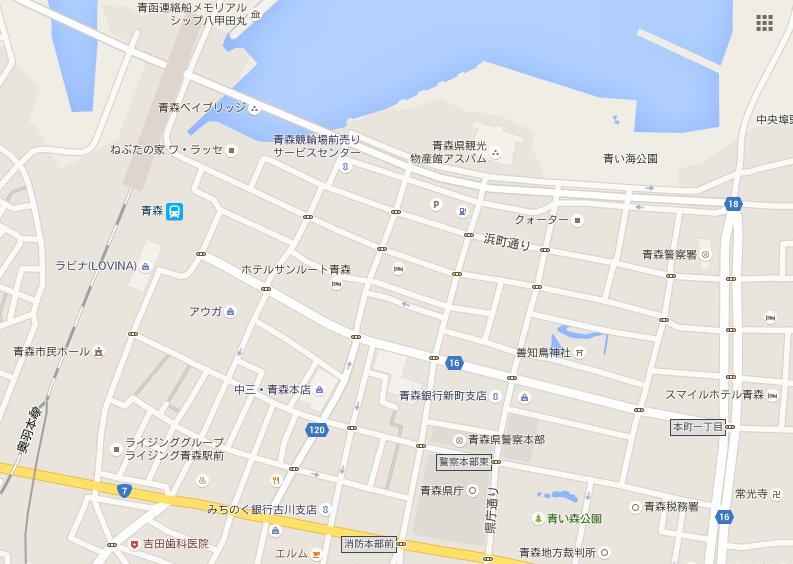 青函連絡船メモリアル
シップ八甲田丸
青森ベイブリッジ
中央埠頭
青森競輪場前売り
サービスセンター
ねぶたの家 ワ・ラッセ
青森県観光
物産館アスパム
青い海公園
青森
P
18
クォーター
浜町通り
青森警察署
ラビナ(LOVINA)
ホテルサンルート青森
アウガ
青森市民ホール
善知鳥神社
16
中三・青森本店
青森銀行新町支店
スマイルホテル青森
奥羽本線
120
本町一丁目
ライジンググループ
ライジング青森駅前
青森県警察本部
警察本部東
7
青森県庁
県庁通り
常光寺
みちのく銀行古川支店
青い森公園
青森税務署
16
吉田歯科医院
エルム
消防本部前
青森地方裁判所